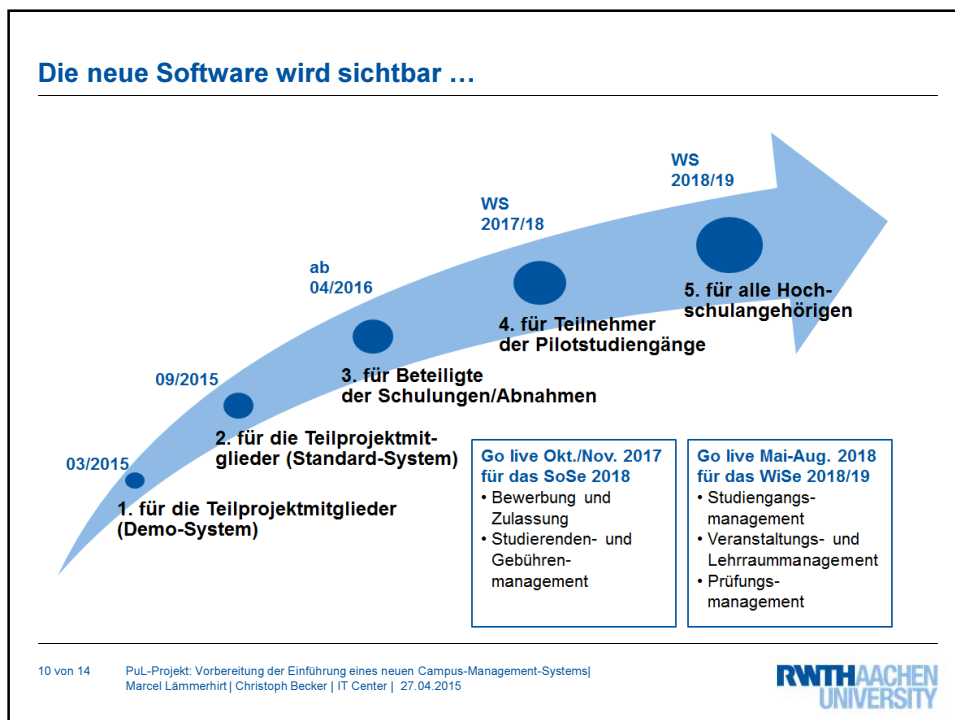 Die neue Software wird sichtbar …
WS
2018/19
WS
2017/18
ab
04/2016
09/2015
03/2015
5. für alle Hoch-
schulangehörigen
4. für Teilnehmer
der Pilotstudiengänge
3. für Beteiligte
der Schulungen/Abnahmen
2. für die Teilprojektmit-
glieder (Standard-System)
1. für die Teilprojektmitglieder
(Demo-System)
Go live Okt./Nov. 2017
für das SoSe 2018
• Bewerbung und
Zulassung
• Studierenden- und
Gebühren-
management
Go live Mai-Aug. 2018
für das WiSe 2018/19
• Studiengangs-
management
• Veranstaltungs- und
Lehrraummanagement
• Prüfungs-
management
10 von 14
PuL-Projekt: Vorbereitung der Einführung eines neuen Campus-Management-Systems|
Marcel Lämmerhirt | Christoph Becker | IT Center | 27.04.2015
RWTH AACHEN
UNIVERSITY